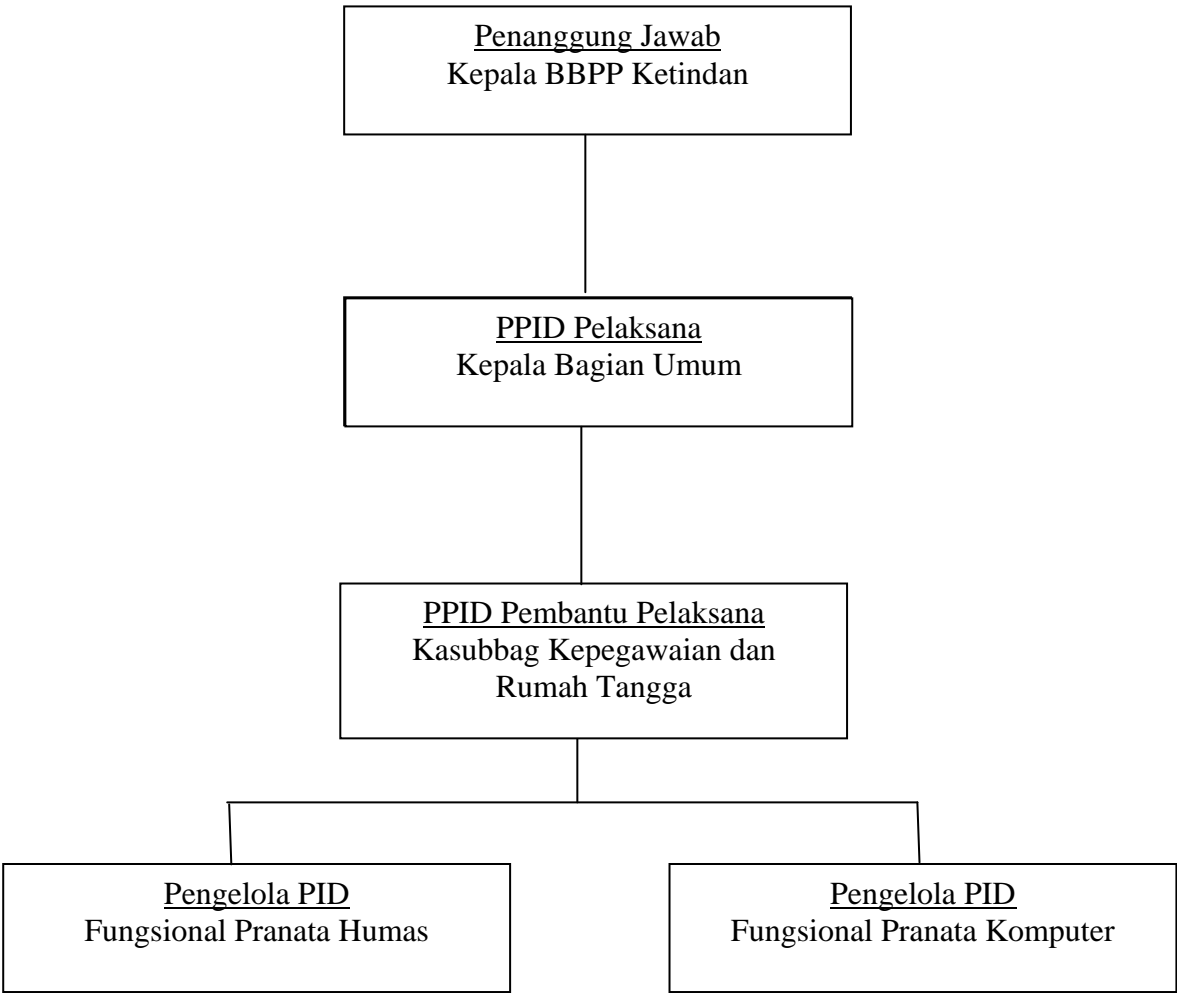 Penanggung Jawab
Kepala BBPP Ketindan
PPID Pelaksana
Kepala Bagian Umum
PPID Pembantu Pelaksana
Kasubbag Kepegawaian dan
Rumah Tangga
Pengelola PID
Fungsional Pranata Humas
Pengelola PID
Fungsional Pranata Komputer